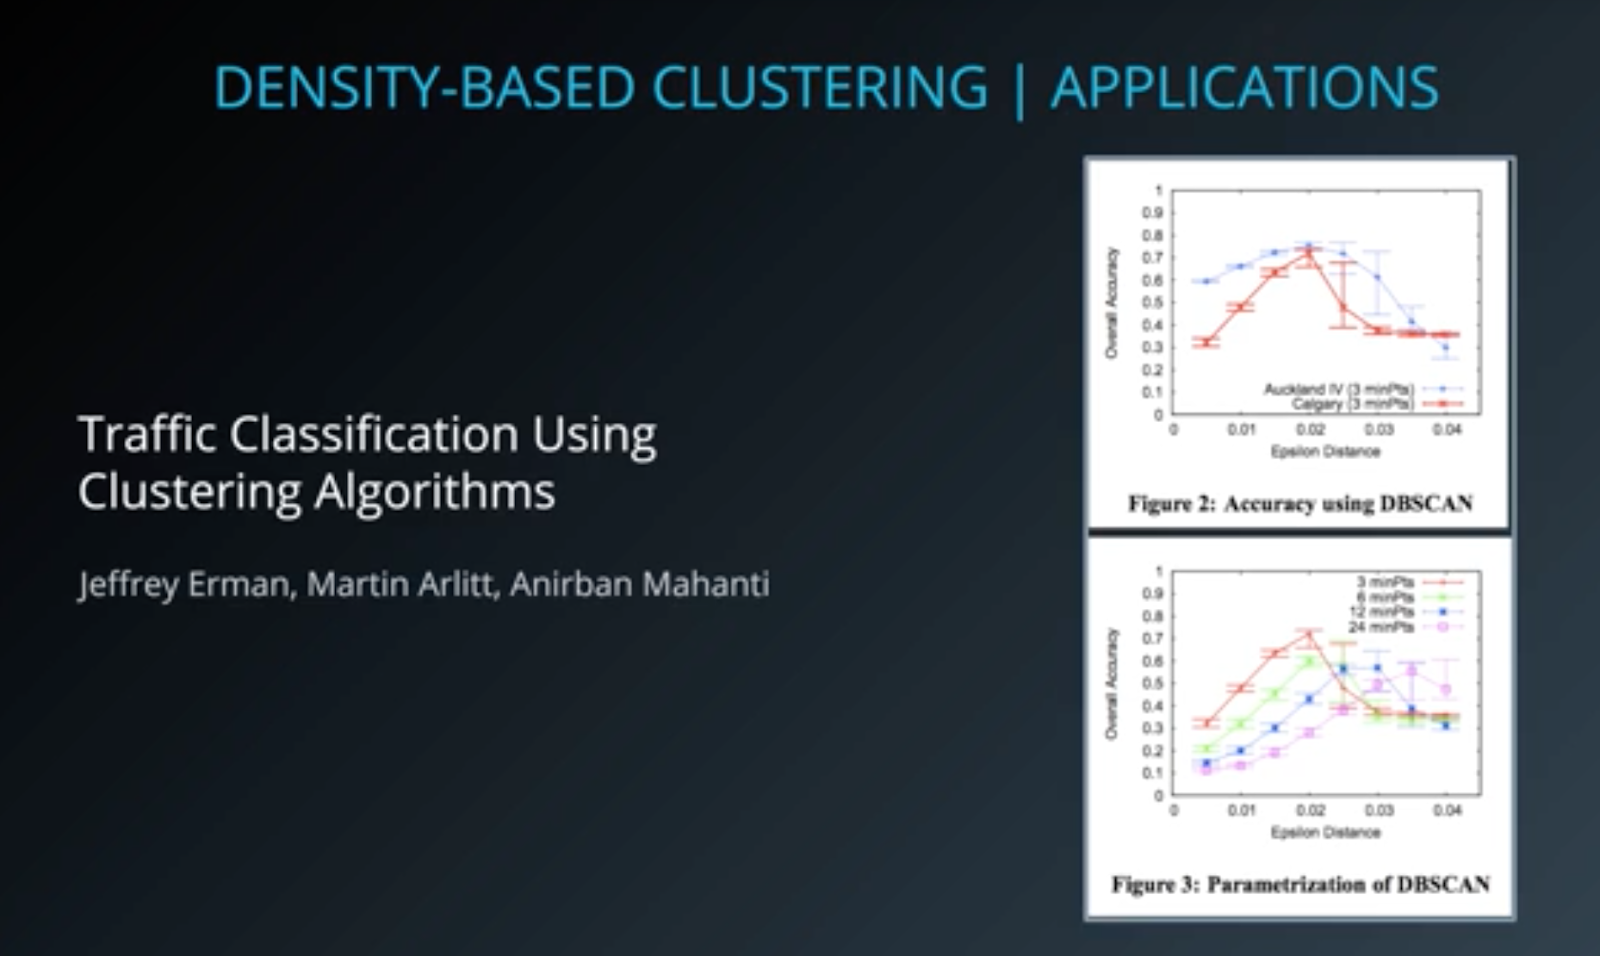 DENSITY-BASED CLUSTERING | APPLICATIONS
Traffic Classification Using
Clustering Algorithms
Jeffrey Erman, Martin Arlitt, Anirban Mahanti
1
0.9
0.8
0.7
0.6
0.5
0.4
0.3
0.2
0.1
0
Overall Accuracy
Auckland IV (3 minPts)
Calgary (3 minPts)
0 0.01 0.02 0.03 0.04
Epsilon Distance
Figure 2: Accuracy using DBSCAN
1
0.9
0.8
0.7
0.6
0.5
0.4
0.3
0.2
0.1
0
Overall Accuracy
3 minPts
6 minPts
12 minPts
24 minPts
0 0.01 0.02 0.03 0.04
Epsilon Distance
Figure 3: Parametrization of DBSCAN